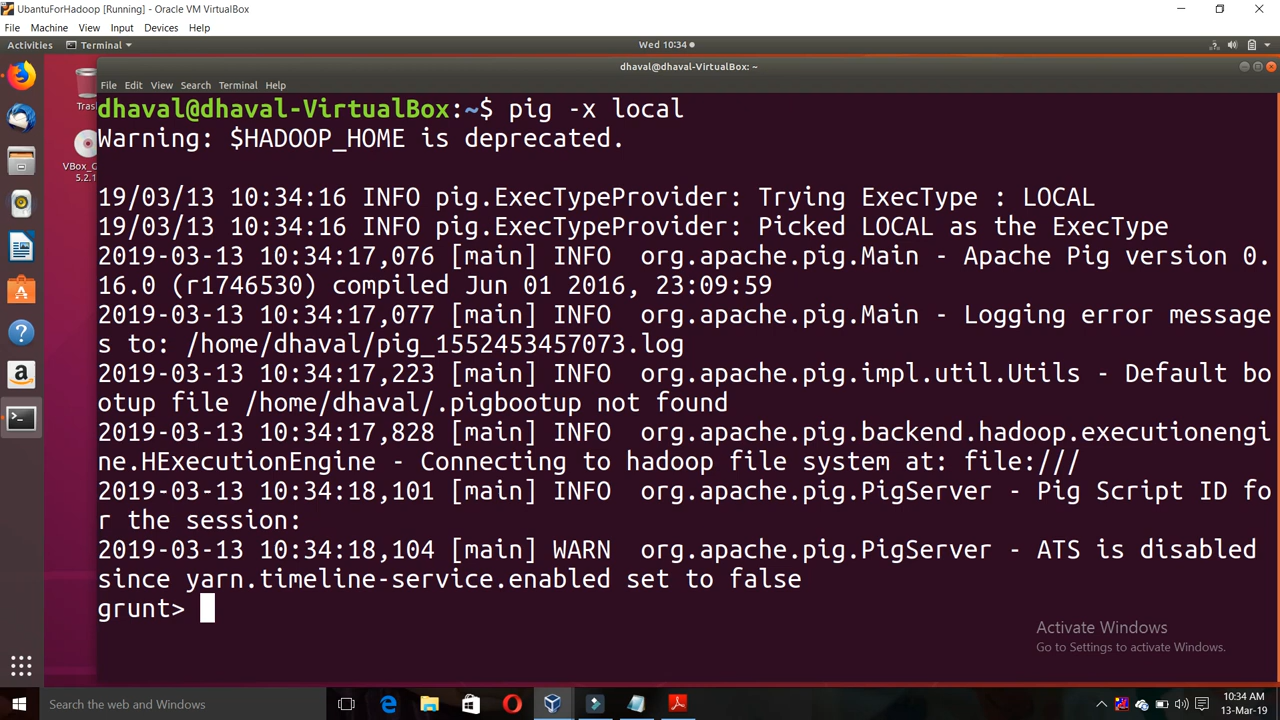 UbantuForHadoop [Running] - Oracle VM VirtualBox
File Machine View Input Devices Help
Activities Terminal Wed 10:34
dhaval@dhaval-VirtualBox: ~
File Edit View Search Terminal Help
Trash
VBox_G
5.2.1
dhaval@dhaval-VirtualBox:~$ pig -x local
Warning: $HADOOP_HOME is deprecated.
19/03/13 10:34:16 INFO pig.ExecTypeProvider: Trying ExecType : LOCAL
19/03/13 10:34:16 INFO pig.ExecTypeProvider: Picked LOCAL as the ExecType
2019-03-13 10:34:17,076 [main] INFO  org.apache.pig.Main - Apache Pig version 0.
16.0 (r1746530) compiled Jun 01 2016, 23:09:59
2019-03-13 10:34:17,077 [main] INFO  org.apache.pig.Main - Logging error message
s to: /home/dhaval/pig_1552453457073.log
2019-03-13 10:34:17,223 [main] INFO  org.apache.pig.impl.util.Utils - Default bo
otup file /home/dhaval/.pigbootup not found
2019-03-13 10:34:17,828 [main] INFO  org.apache.pig.backend.hadoop.executionengi
ne.HExecutionEngine - Connecting to hadoop file system at: file:///
2019-03-13 10:34:18,101 [main] INFO  org.apache.pig.PigServer - Pig Script ID fo
r the session:
2019-03-13 10:34:18,104 [main] WARN  org.apache.pig.PigServer - ATS is disabled
since yarn.timeline-service.enabled set to false
grunt>
Activate Windows
Go to Settings to activate Windows.
Search the web and Windows
10:34 AM
13-Mar-19